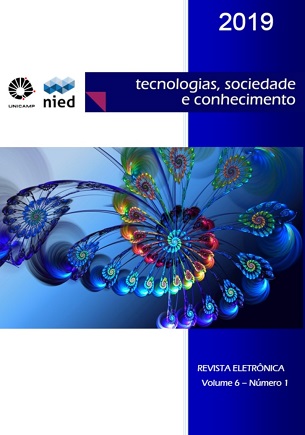 2019
tecnologias, sociedade
e conhecimento
UNICAMP
nied
REVISTA ELETRÔNICA
Volume 6 – Número 1